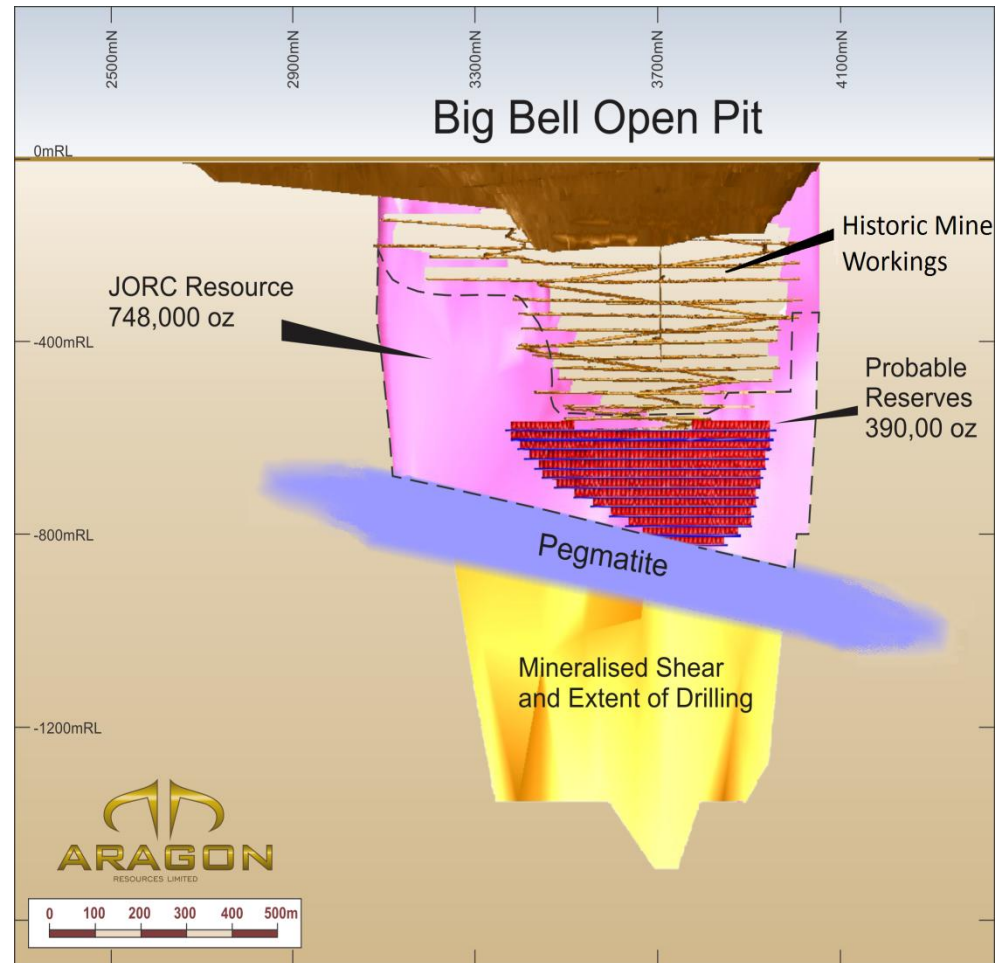 2500mN
2900mN
3300mN
3700mN
4100mN
Big Bell Open Pit
0mRL
Historic Mine
Workings
JORC Resource
748,000 oz
-400mRL
Probable
Reserves
390,00 oz
-800mRL
Pegmatite
Mineralised Shear
and Extent of Drilling
-1200mRL
ARAGON
RESOURCES LIMITED
0 100 200 300 400 500m